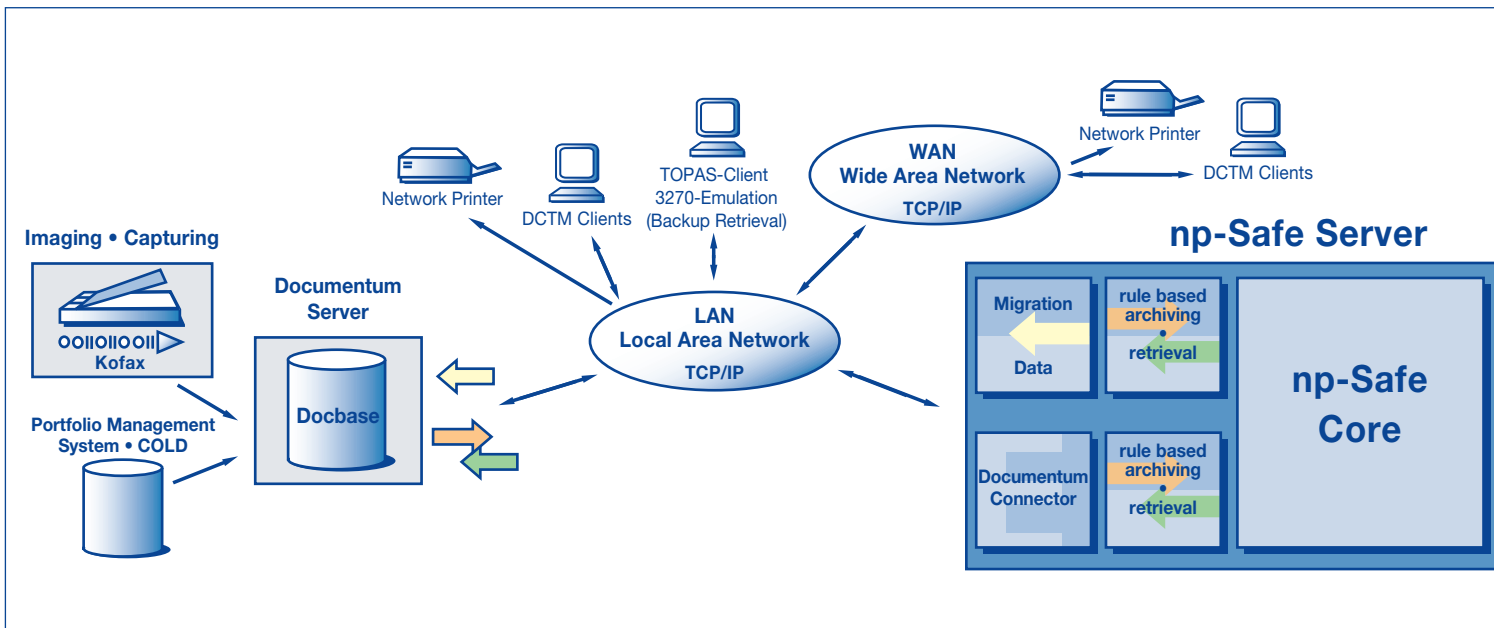 Network Printer
DCTM Clients
TOPAS-Client
3270-Emulation
(Backup Retrieval)
WAN
Wide Area Network
TCP/IP
Network Printer
DCTM Clients
Imaging • Capturing
Kofax
Portfolio Management
System • COLD
Documentum
Server
Docbase
LAN
Local Area Network
TCP/IP
np-Safe Server
Migration
Data
rule based
archiving
•
retrieval
Documentum
Connector
rule based
archiving
•
retrieval
np-Safe
Core